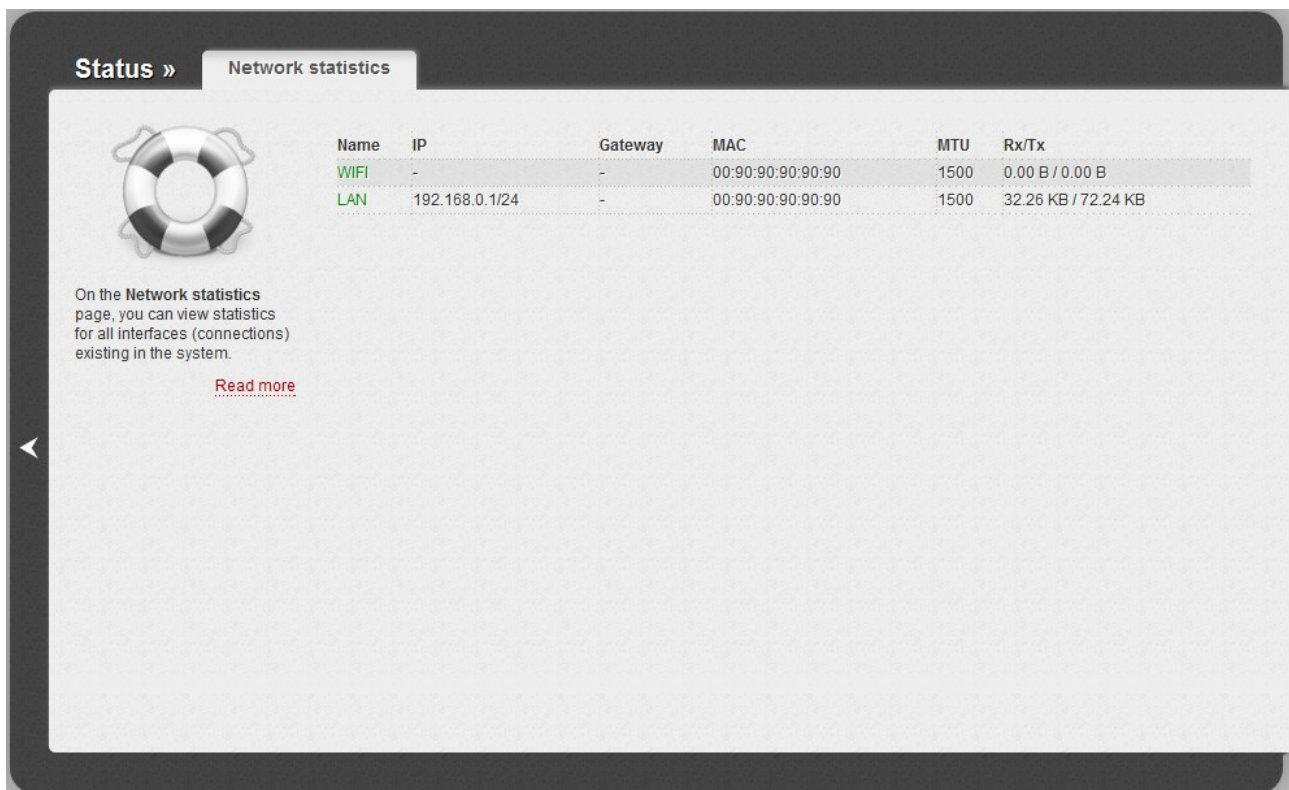 Status »
Network statistics
Name IP Gateway MAC MTU Rx/Tx
WIFI - - 00:90:90:90:90:90 1500 0.00 B / 0.00 B
LAN 192.168.0.1/24 - 00:90:90:90:90:90 1500 32.26 KB / 72.24 KB
On the Network statistics
page, you can view statistics
for all interfaces (connections)
existing in the system.
Read more